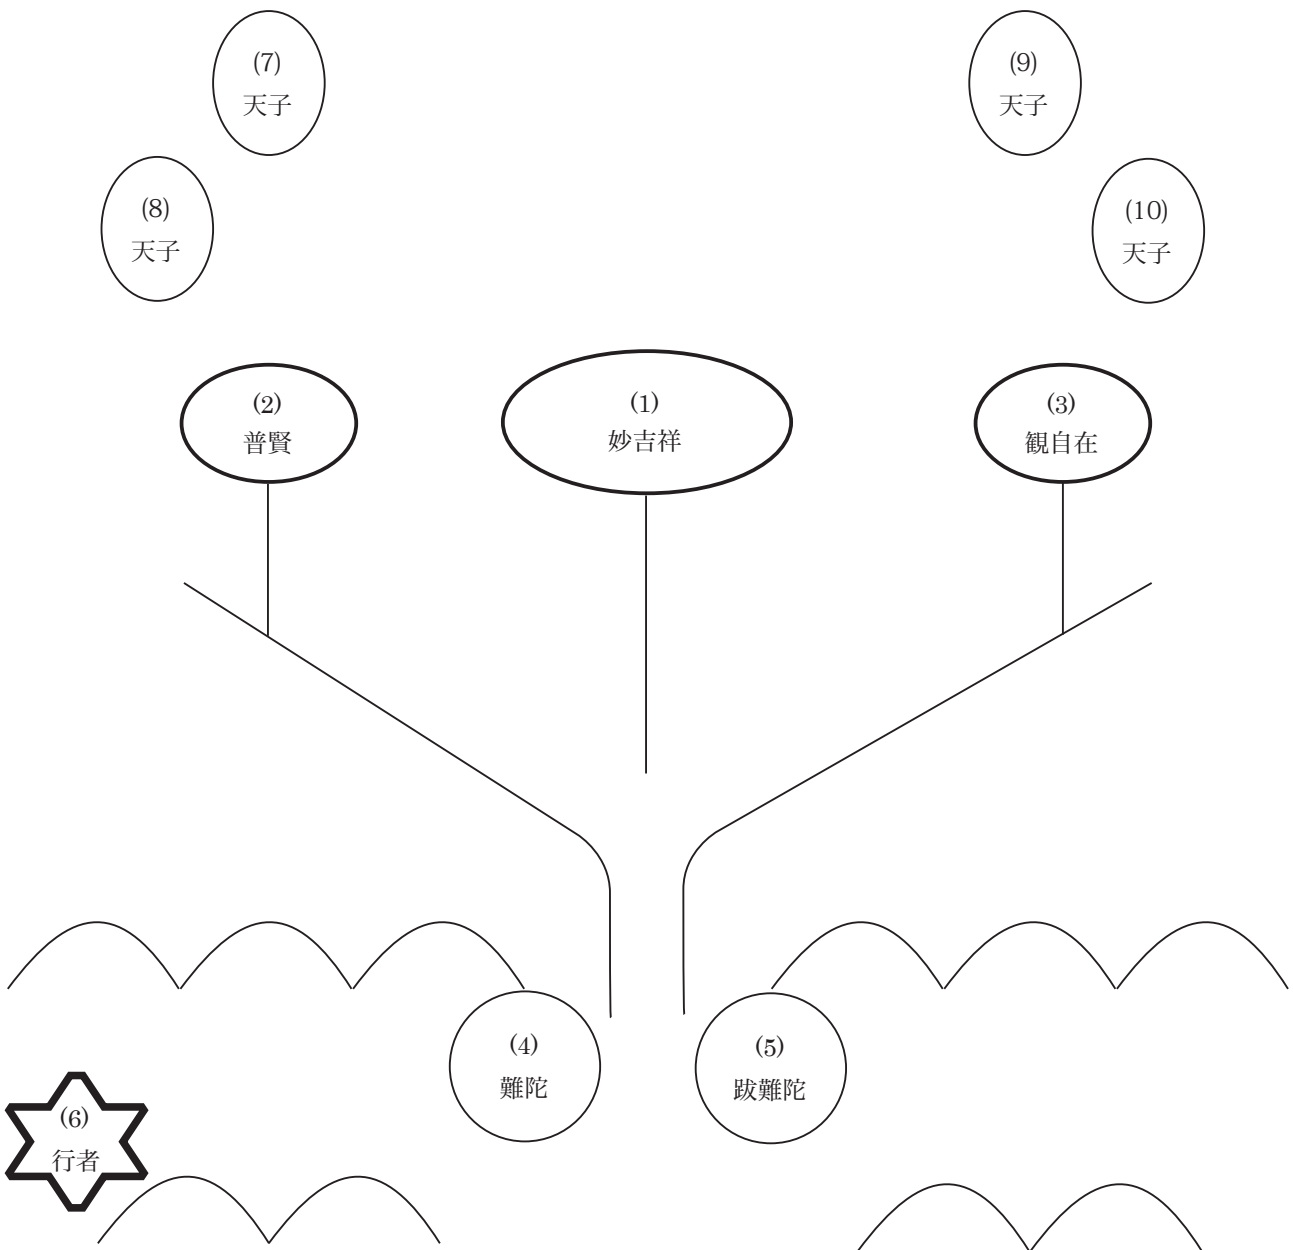 (7)
天子
(9)
天子
(8)
天子
(10)
天子
(2)
普賢
(1)
妙吉祥
(3)
観自在
(4)
難陀
(5)
跋難陀
(6)
行者